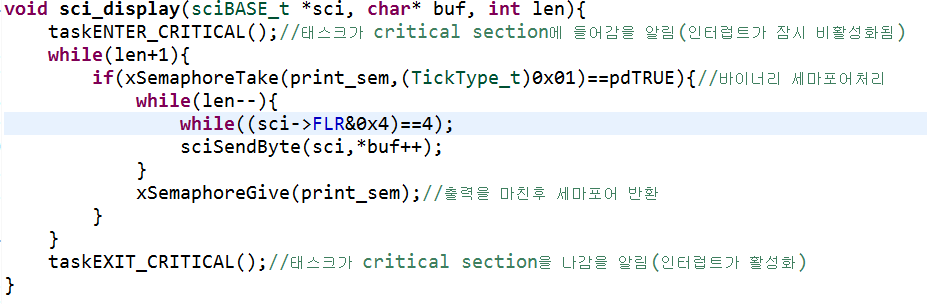 void sci_display(sciBASE_t *sci, char* buf, int len){
    taskENTER_CRITICAL();//태스크가 critical section에 들어감을 알림(인터럽트가 잠시 비활성화됨)
    while(len+1){
        if(xSemaphoreTake(print_sem,(TickType_t)0x01)==pdTRUE){//바이너리 세마포어처리
            while(len--){
                while((sci->FLR&0x4)==4);
                sciSendByte(sci,*buf++);
            }
            xSemaphoreGive(print_sem);//출력을 마친후 세마포어 반환
        }
    }
    taskEXIT_CRITICAL();//태스크가 critical section을 나감을 알림(인터럽트가 활성화)
}